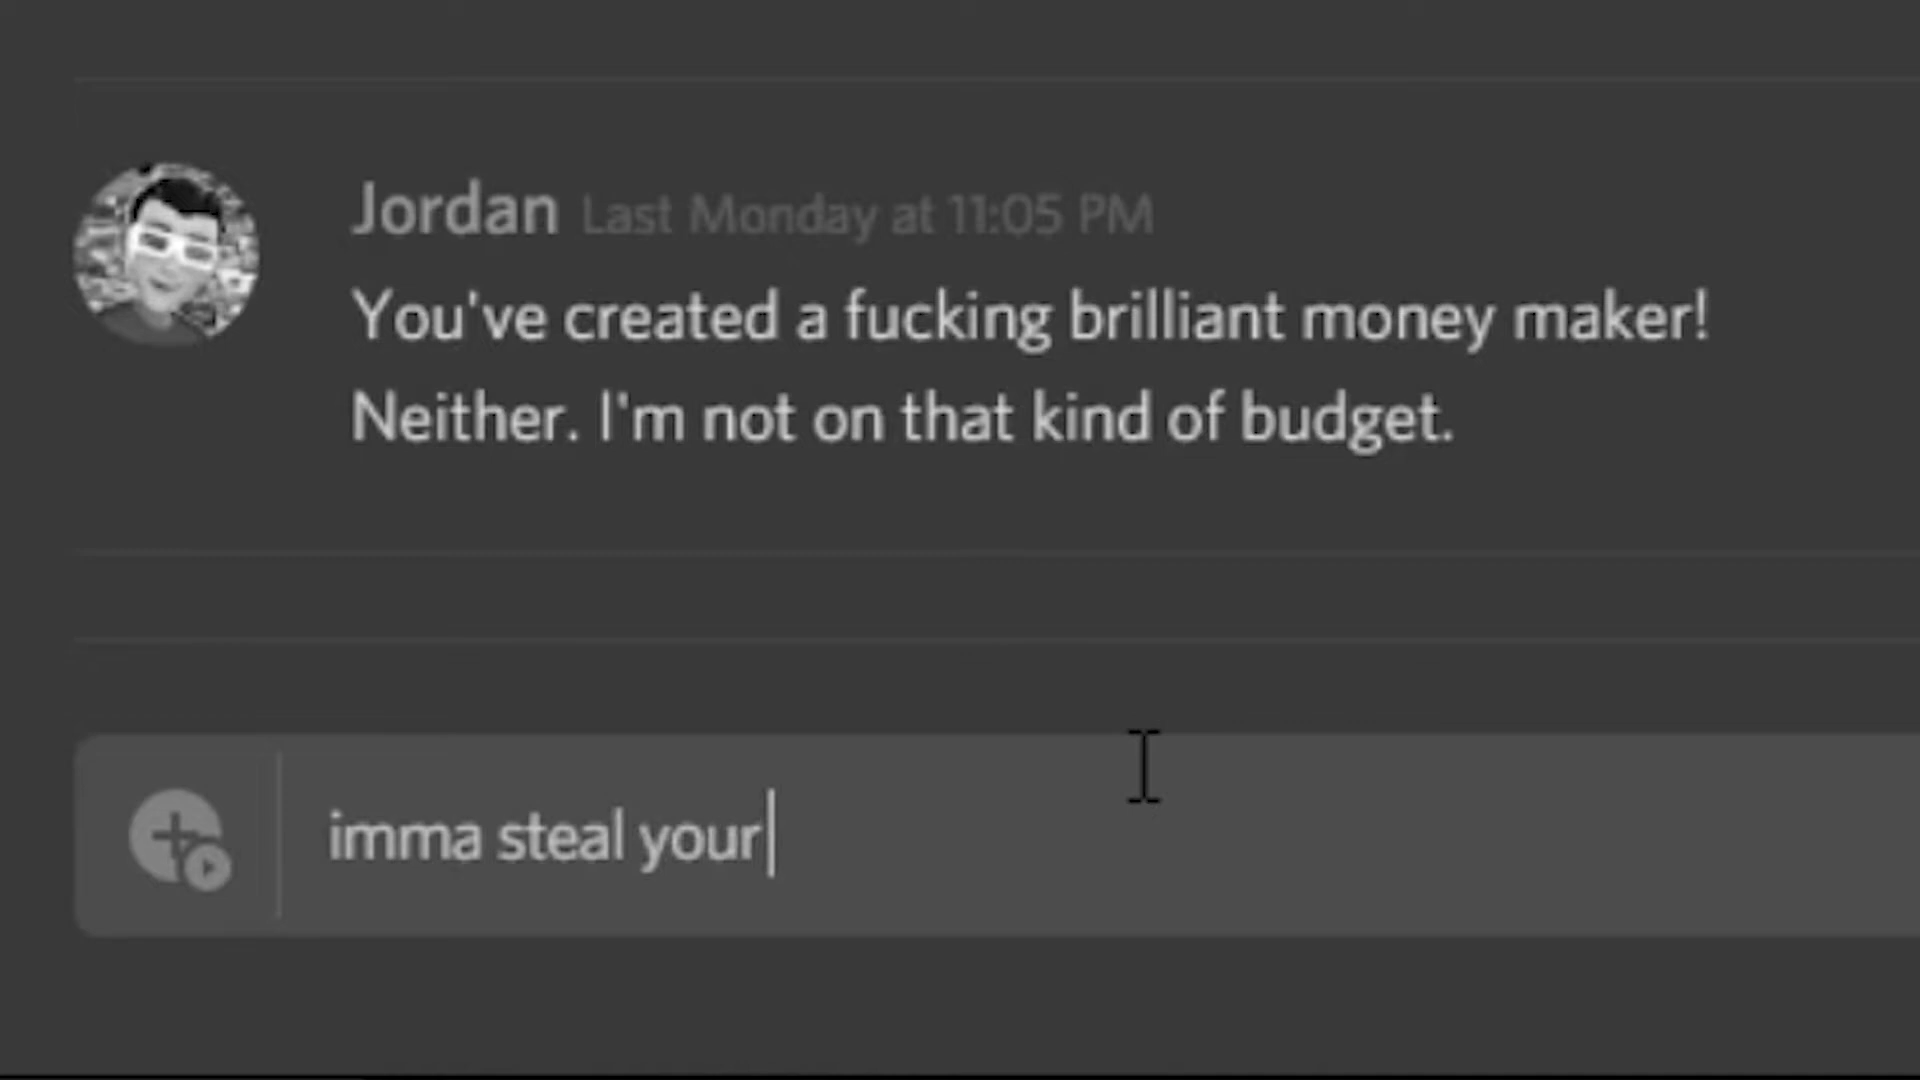 Jordan Last Monday at 11:05 PM
You've created a fucking brilliant money maker!
Neither. I'm not on that kind of budget.
imma steal your